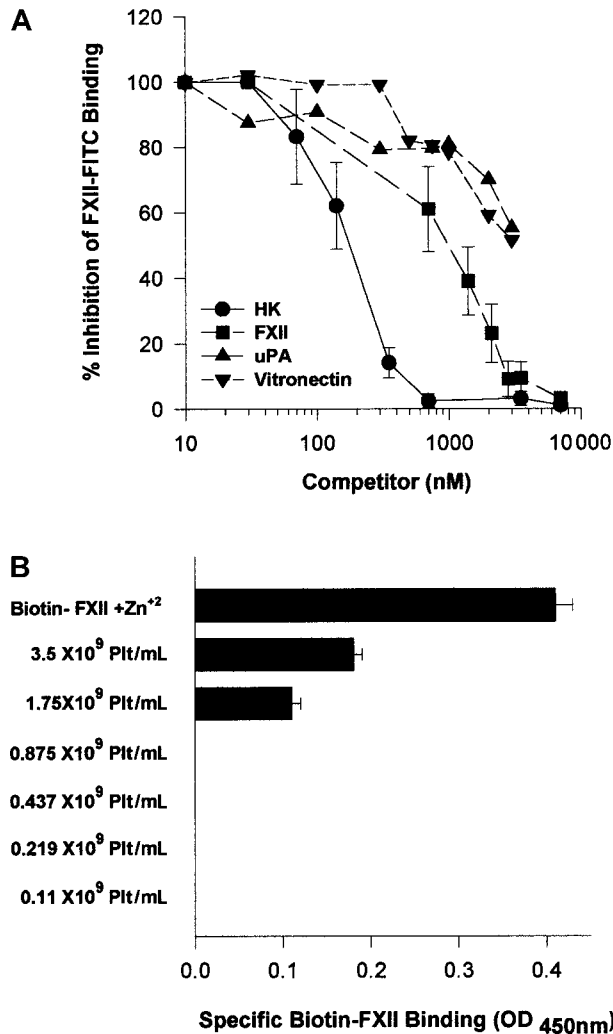 A
% Inhibition of FXII-FITC Binding
120
100
80
60
40
20
0
HK
FXII
uPA
Vitronectin
10 100 1000 10 000
Competitor (nM)
B
Biotin- FXII +Zn⁺²
3.5 X10⁹ Plt/mL
1.75X10⁹ Plt/mL
0.875 X10⁹ Plt/mL
0.437 X10⁹ Plt/mL
0.219 X10⁹ Plt/mL
0.11 X10⁹ Plt/mL
0.0 0.1 0.2 0.3 0.4
Specific Biotin-FXII Binding (OD 450nm)